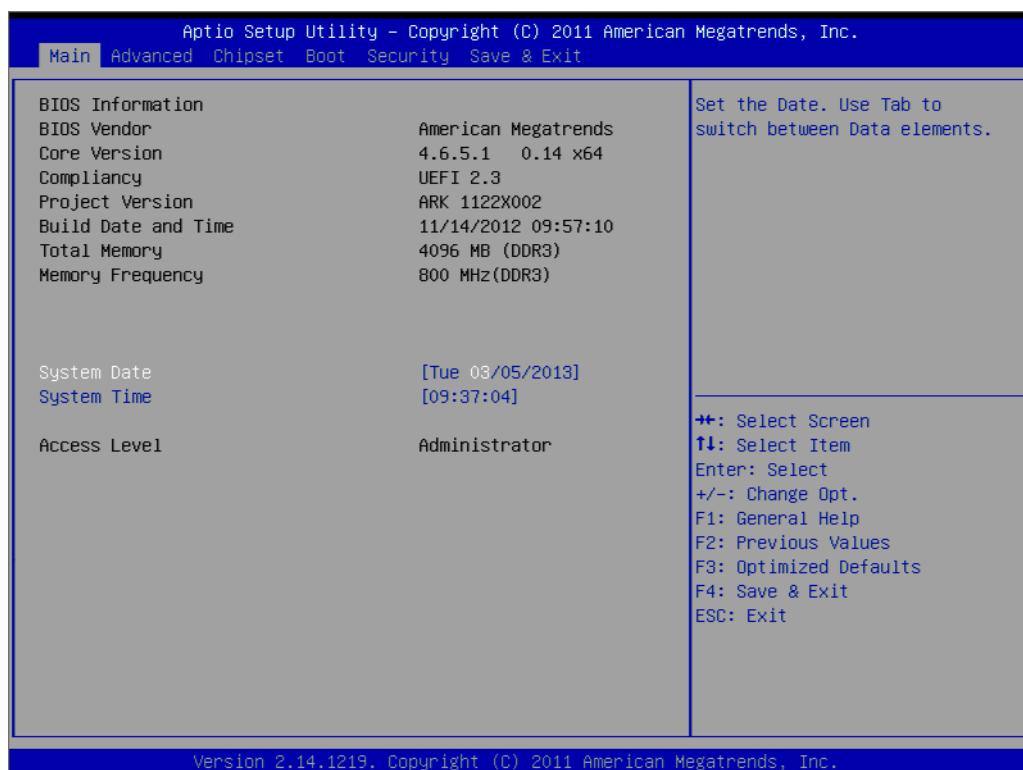 Aptio Setup Utility – Copyright (C) 2011 American Megatrends, Inc.
Main Advanced Chipset Boot Security Save & Exit
BIOS Information
BIOS Vendor American Megatrends
Core Version 4.6.5.1 0.14 x64
Compliancy UEFI 2.3
Project Version ARK 1122X002
Build Date and Time 11/14/2012 09:57:10
Total Memory 4096 MB (DDR3)
Memory Frequency 800 MHz(DDR3)
System Date [Tue 03/05/2013]
System Time [09:37:04]
Access Level Administrator
Set the Date. Use Tab to
switch between Data elements.
→←: Select Screen
↑↓: Select Item
Enter: Select
+/-: Change Opt.
F1: General Help
F2: Previous Values
F3: Optimized Defaults
F4: Save & Exit
ESC: Exit
Version 2.14.1219. Copyright (C) 2011 American Megatrends, Inc.